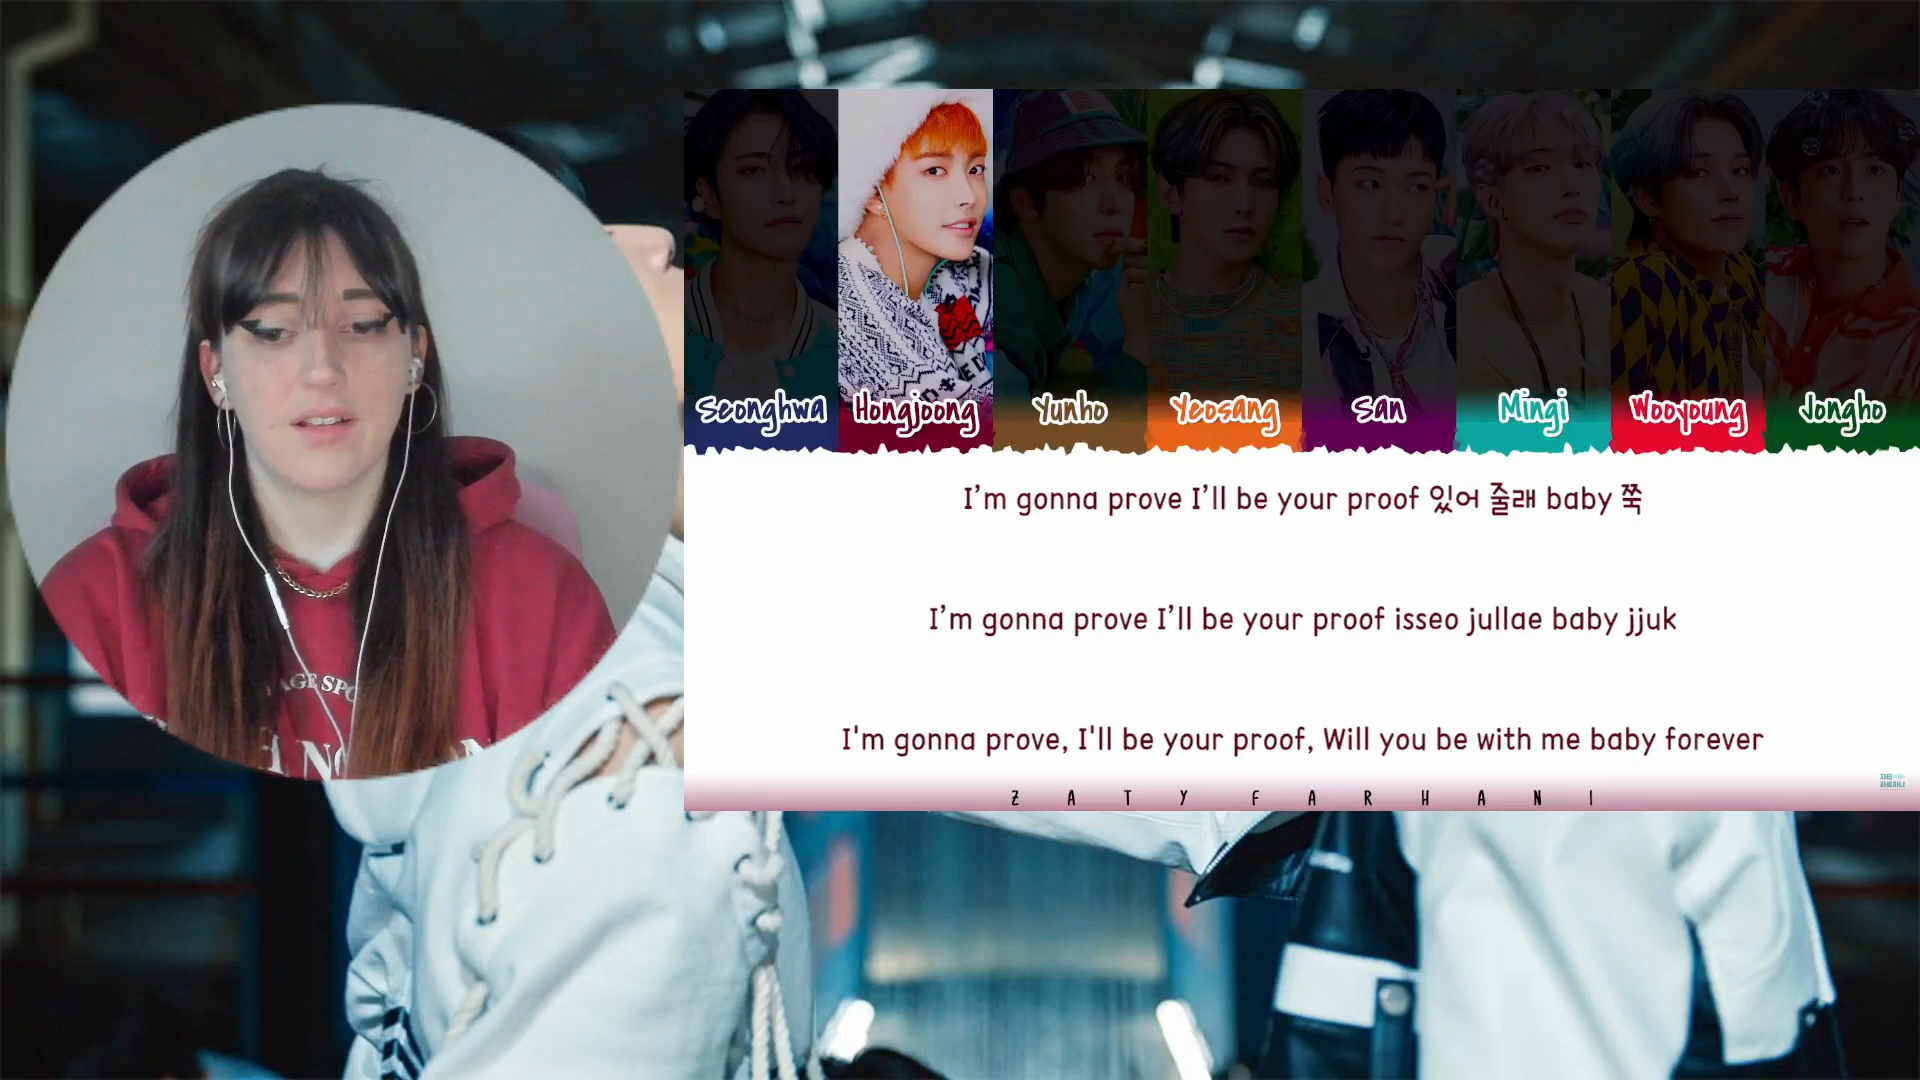 Seonghwa Hongjoong Yunho Yeosang San Mingi Wooyoung Jongho
I'm gonna prove I'll be your proof 있어 줄래 baby 쭉
I'm gonna prove I'll be your proof isseo jullae baby jjuk
I'm gonna prove, I'll be your proof, Will you be with me baby forever
ZATY FARHANI